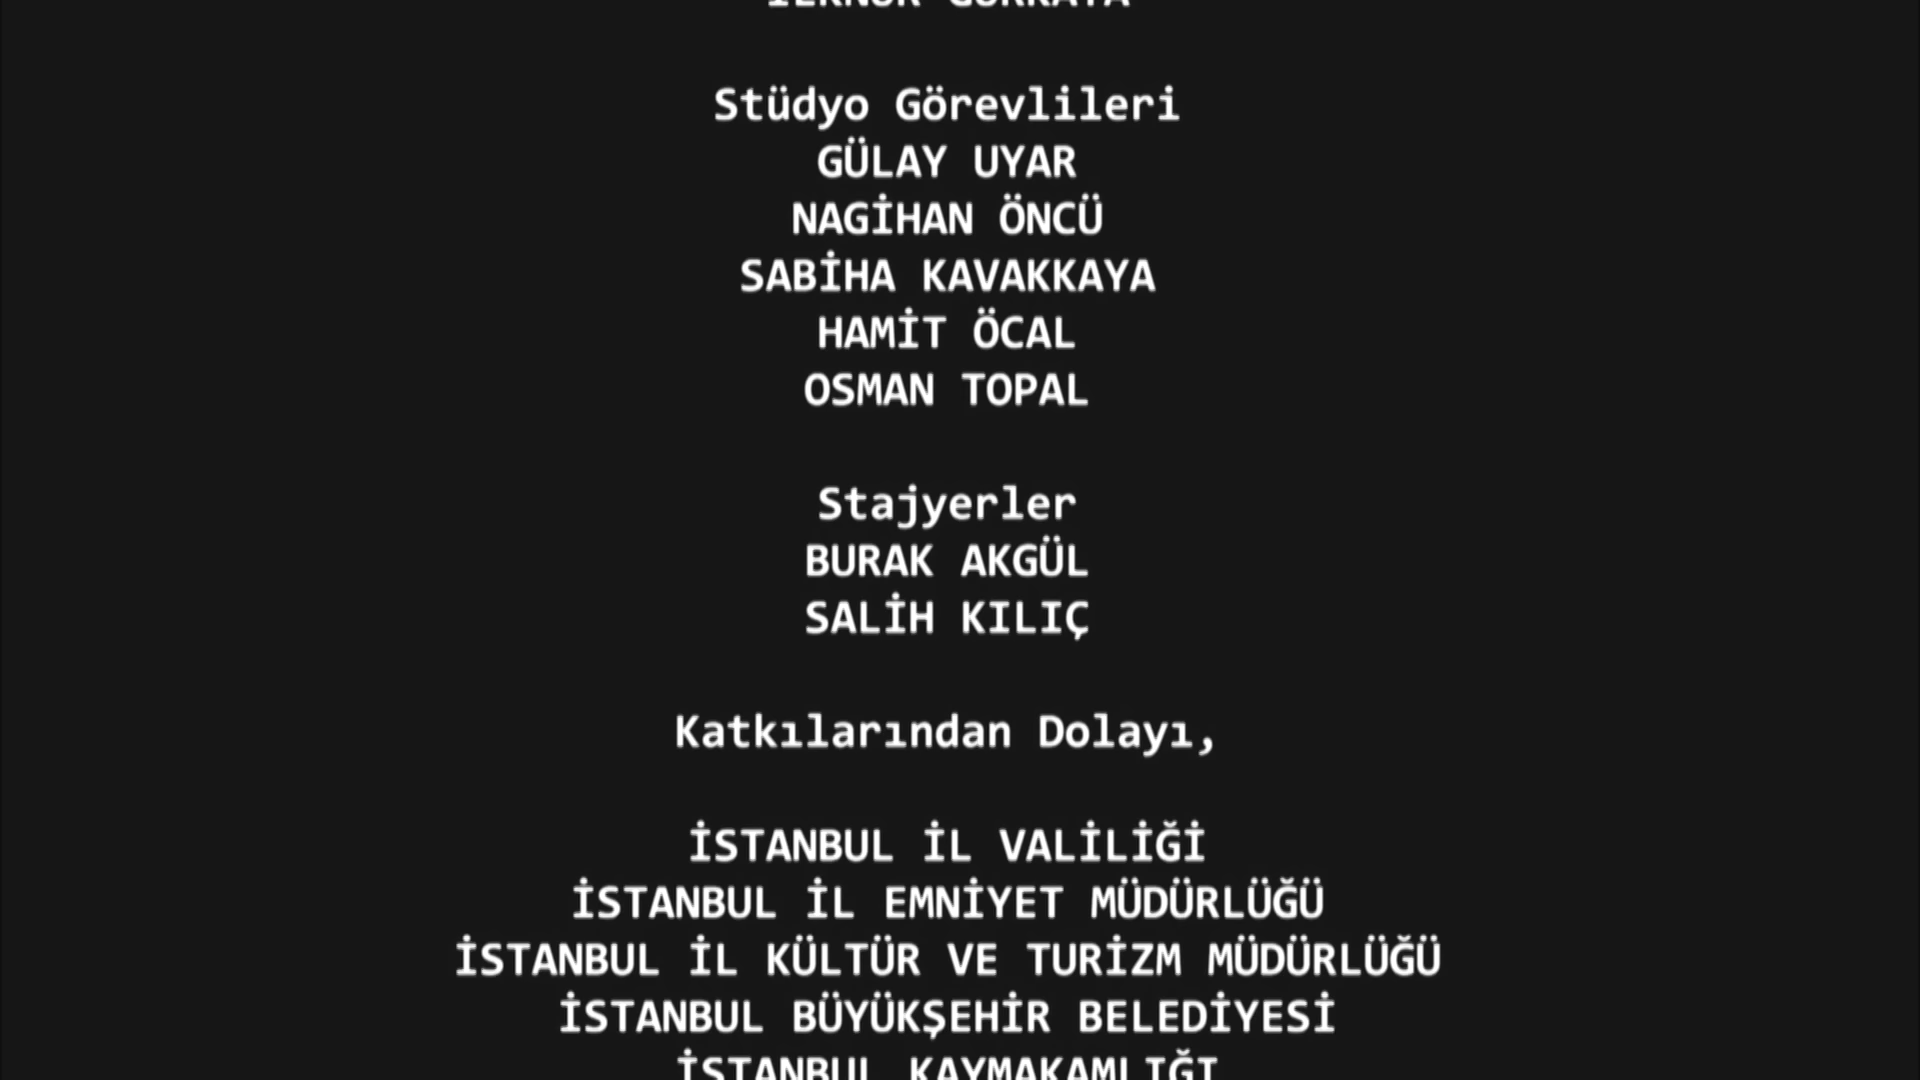 Stüdyo Görevlileri
GÜLAY UYAR
NAGİHAN ÖNCÜ
SABİHA KAVAKKAYA
HAMİT ÖCAL
OSMAN TOPAL
Stajyerler
BURAK AKGÜL
SALİH KILIÇ
Katkılarından Dolayı,
İSTANBUL İL VALİLİĞİ
İSTANBUL İL EMNİYET MÜDÜRLÜĞÜ
İSTANBUL İL KÜLTÜR VE TURİZM MÜDÜRLÜĞÜ
İSTANBUL BÜYÜKŞEHİR BELEDİYESİ
İSTANBUL KAYMAKAMLIĞI